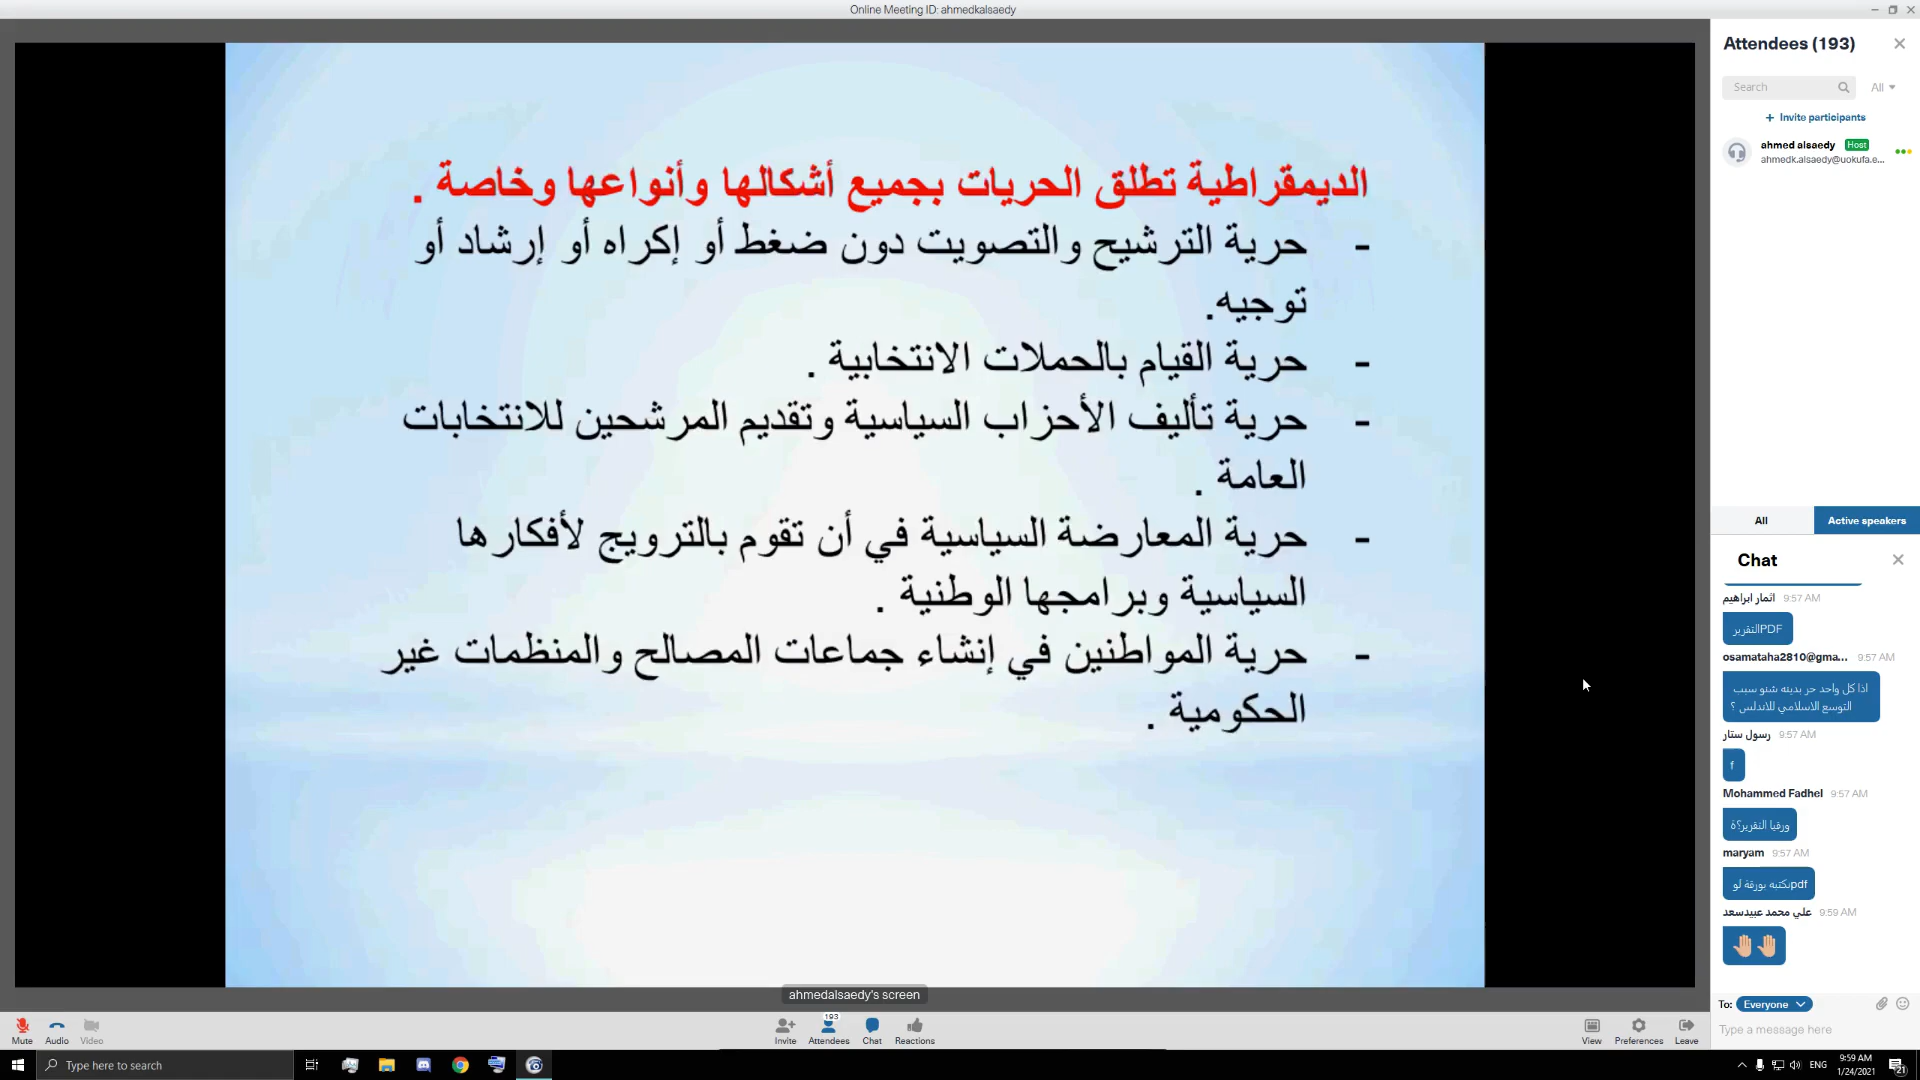 Online Meeting ID: ahmedkalsaedy
الديمقراطية تطلق الحريات بجميع أشكالها وأنواعها وخاصة .
- حرية الترشيح والتصويت دون ضغط أو إكراه أو إرشاد أو
توجيه.
- حرية القيام بالحملات الانتخابية .
- حرية تأليف الأحزاب السياسية وتقديم المرشحين للانتخابات
العامة .
- حرية المعارضة السياسية في أن تقوم بالترويج لأفكارها
السياسية وبرامجها الوطنية .
- حرية المواطنين في إنشاء جماعات المصالح والمنظمات غير
الحكومية .
ahmedalsaedy's screen
Attendees (193)
Search
All
+ Invite participants
ahmed alsaedy Host
ahmedk.alsaedy@uokufa.e...
All Active speakers
Chat
اثمار ابراهيم 9:57 AM
التقريرPDF
osamataha2810@gma... 9:57 AM
اذا كل واحد حر بدينه شنو سبب
التوسع الاسلامي للاندلس ؟
رسول ستار 9:57 AM
f
Mohammed Fadhel 9:57 AM
ورقيا التقرير؟ة
maryam 9:57 AM
نكتبه بورقة لو pdf
علي محمد عبيدسعد 9:59 AM
🤚🤚
To: Everyone
Type a message here
Mute Audio Video
193
Invite Attendees Chat Reactions
View Preferences Leave
Type here to search
ENG
9:59 AM
1/24/2021
21